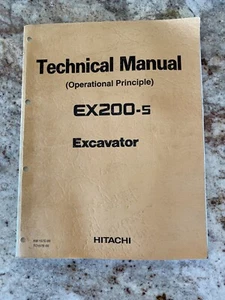 Technical Manual
(Operational Principle)
EX200-5
Excavator
HITACHI